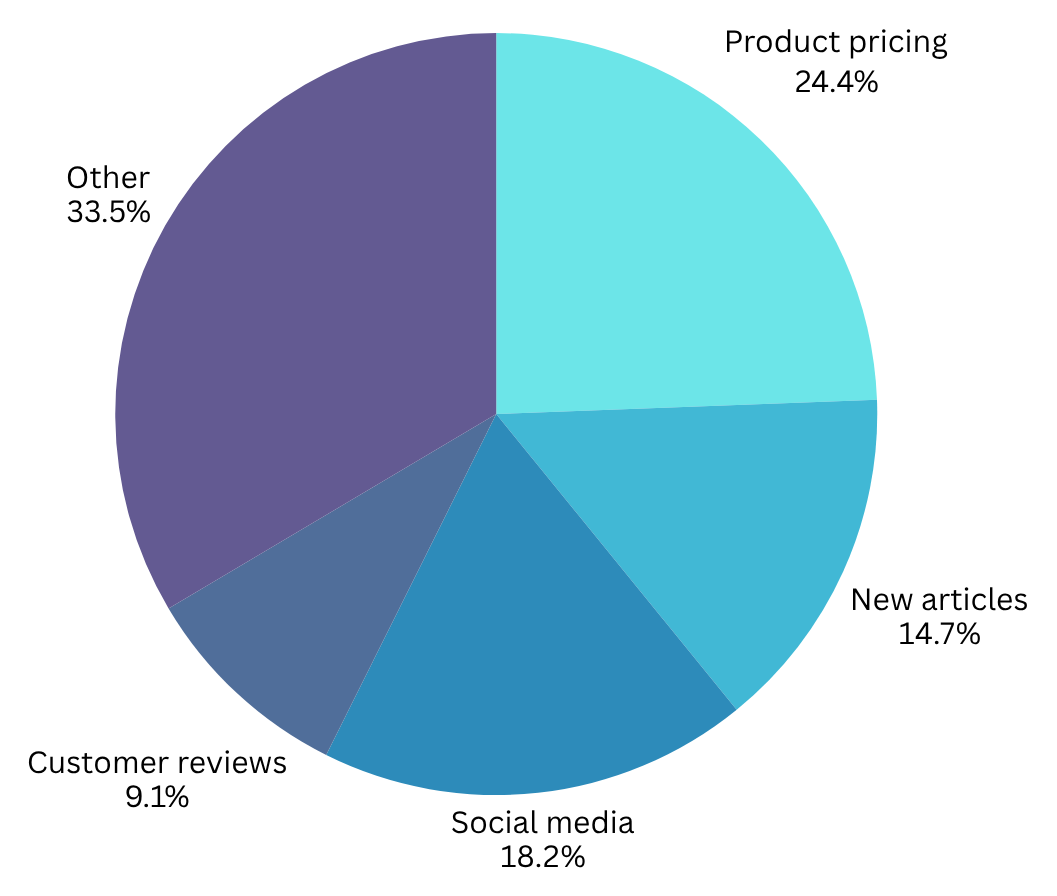 Product pricing
24.4%
Other
33.5%
New articles
14.7%
Customer reviews
9.1%
Social media
18.2%